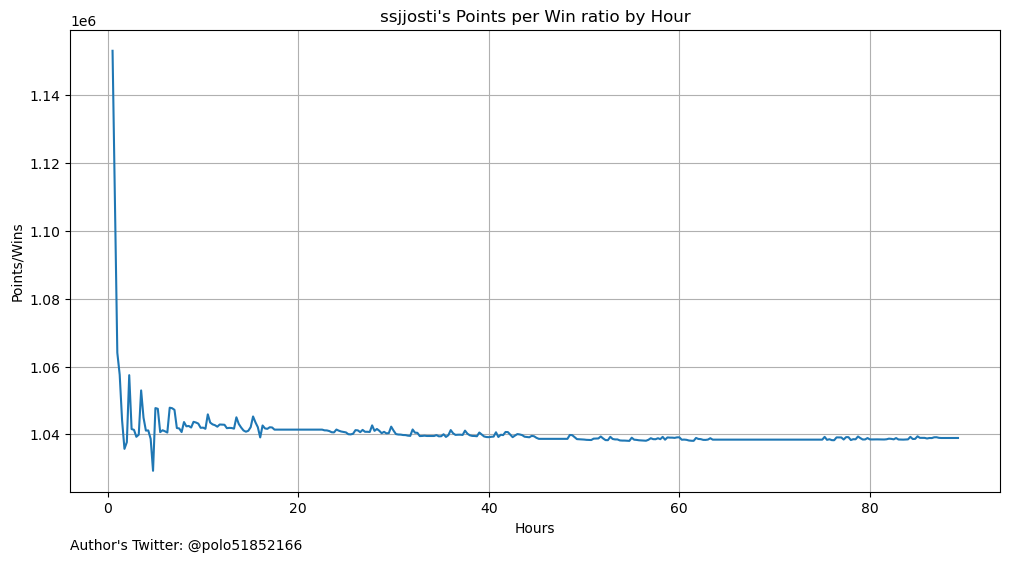 ssjjosti's Points per Win ratio by Hour
1e6
1.14
1.12
1.10
1.08
1.06
1.04
Points/Wins
0 20 40 60 80
Hours
Author's Twitter: @polo51852166